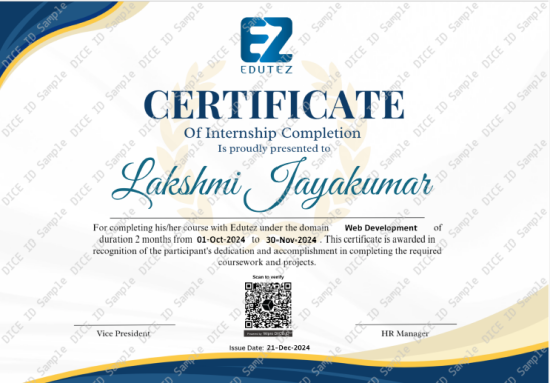 EZ
EDUTEZ
CERTIFICATE
Of Internship Completion
Is proudly presented to
Lakshmi Jayakumar
For completing his/her course with Edutez under the domain Web Development of
duration 2 months from 01-Oct-2024 to 30-Nov-2024 . This certificate is awarded in
recognition of the participant's dedication and accomplishment in completing the required
coursework and projects.
Scan to verify
Vice President
HR Manager
Issue Date: 21-Dec-2024
DICE ID Sample